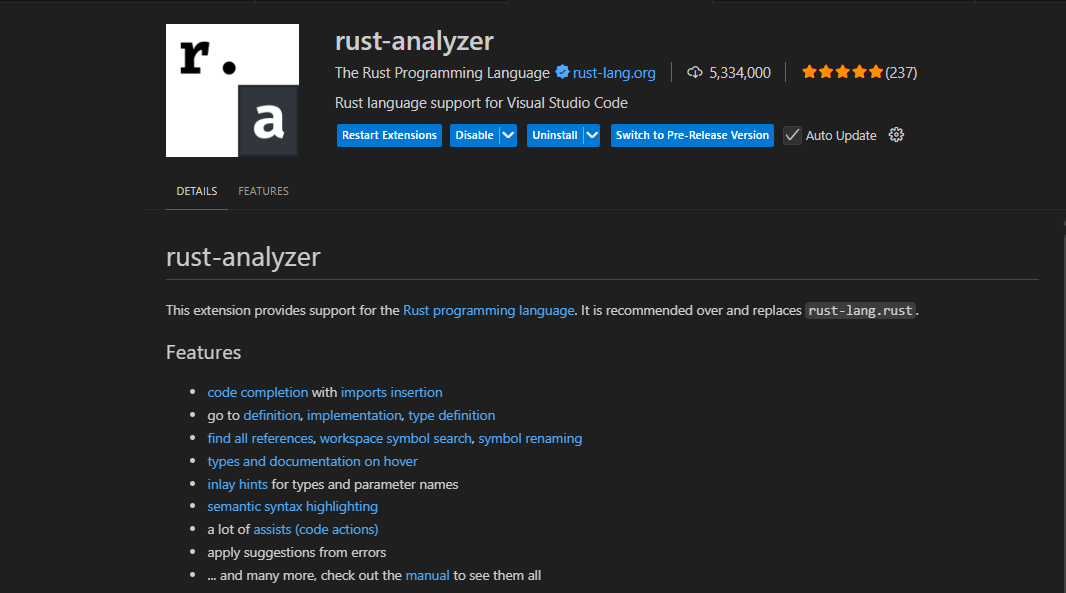 r.
a
rust-analyzer
The Rust Programming Language rust-lang.org 5,334,000 (237)
Rust language support for Visual Studio Code
Restart Extensions Disable Uninstall Switch to Pre-Release Version Auto Update
DETAILS FEATURES
rust-analyzer
This extension provides support for the Rust programming language. It is recommended over and replaces rust-lang.rust.
Features
• code completion with imports insertion
• go to definition, implementation, type definition
• find all references, workspace symbol search, symbol renaming
• types and documentation on hover
• inlay hints for types and parameter names
• semantic syntax highlighting
• a lot of assists (code actions)
• apply suggestions from errors
• ... and many more, check out the manual to see them all